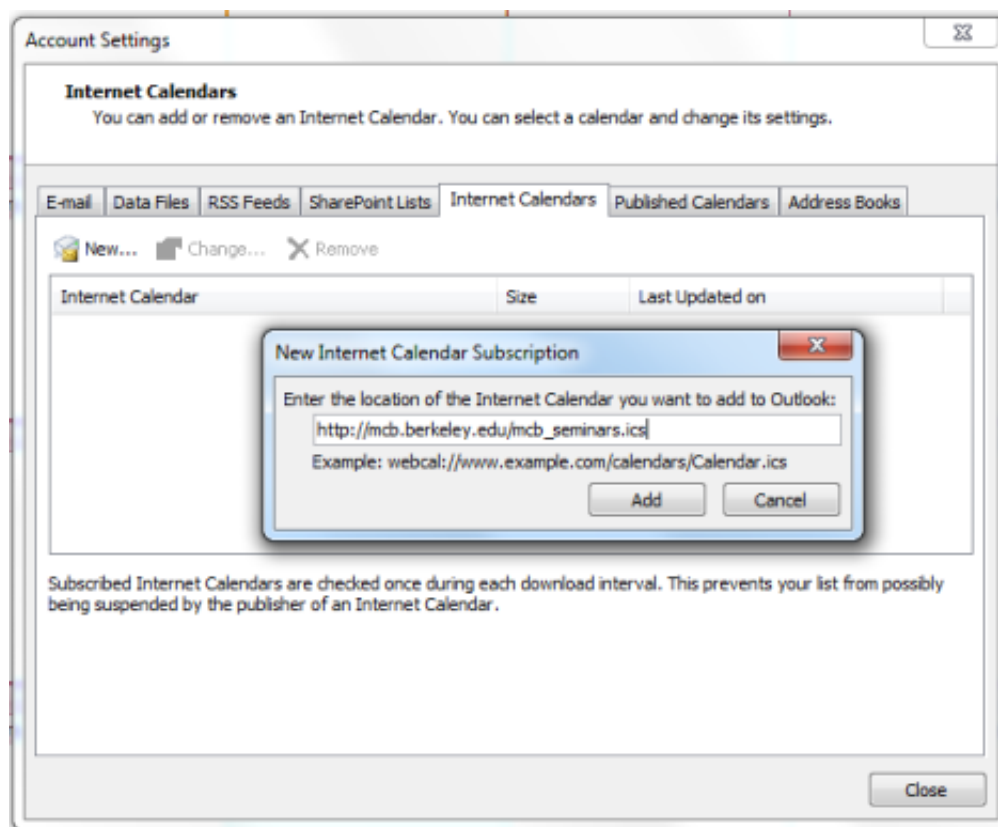 Account Settings
Internet Calendars
You can add or remove an Internet Calendar. You can select a calendar and change its settings.
E-mail Data Files RSS Feeds SharePoint Lists Internet Calendars Published Calendars Address Books
New... Change... Remove
Internet Calendar Size Last Updated on
New Internet Calendar Subscription
Enter the location of the Internet Calendar you want to add to Outlook:
http://mcb.berkeley.edu/mcb_seminars.ics
Example: webcal://www.example.com/calendars/Calendar.ics
Add Cancel
Subscribed Internet Calendars are checked once during each download interval. This prevents your list from possibly
being suspended by the publisher of an Internet Calendar.
Close